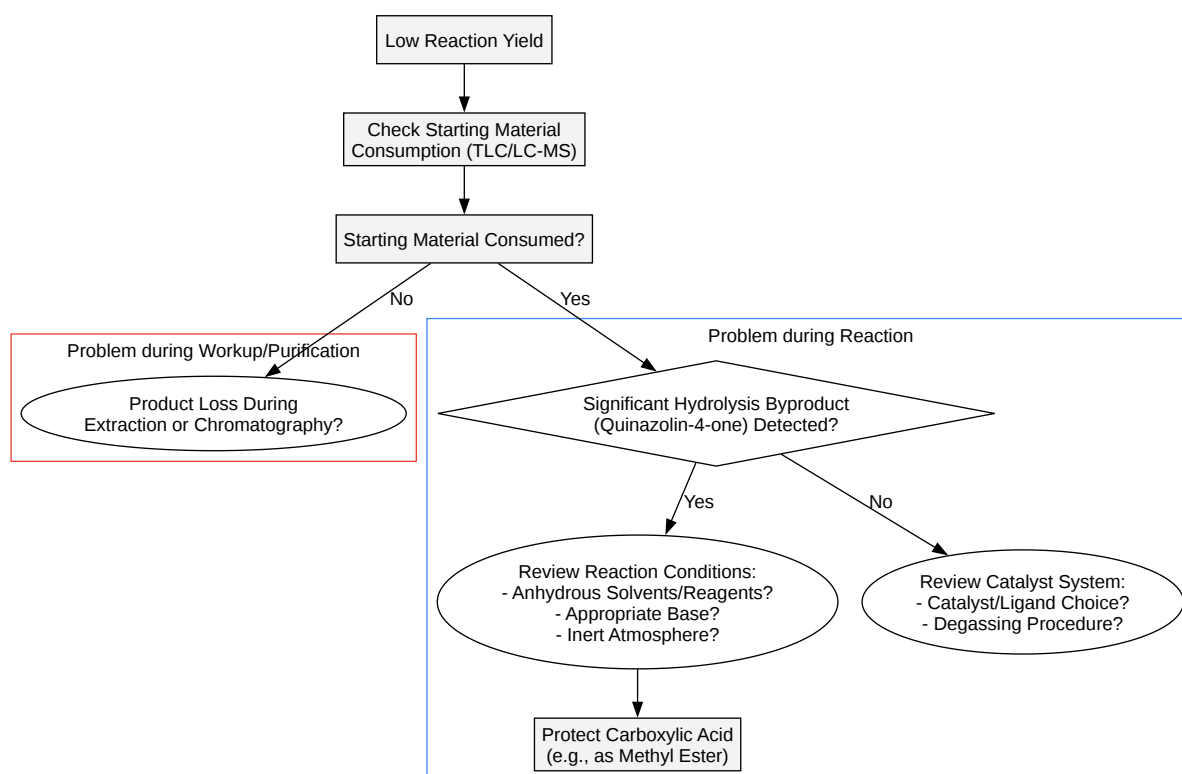 Low Reaction Yield
Check Starting Material
Consumption (TLC/LC-MS)
Starting Material Consumed?
No
Yes
Problem during Workup/Purification
Product Loss During
Extraction or Chromatography?
Problem during Reaction
Significant Hydrolysis Byproduct
(Quinazolin-4-one) Detected?
Yes
No
Review Reaction Conditions:
- Anhydrous Solvents/Reagents?
- Appropriate Base?
- Inert Atmosphere?
Review Catalyst System:
- Catalyst/Ligand Choice?
- Degassing Procedure?
Protect Carboxylic Acid
(e.g., as Methyl Ester)